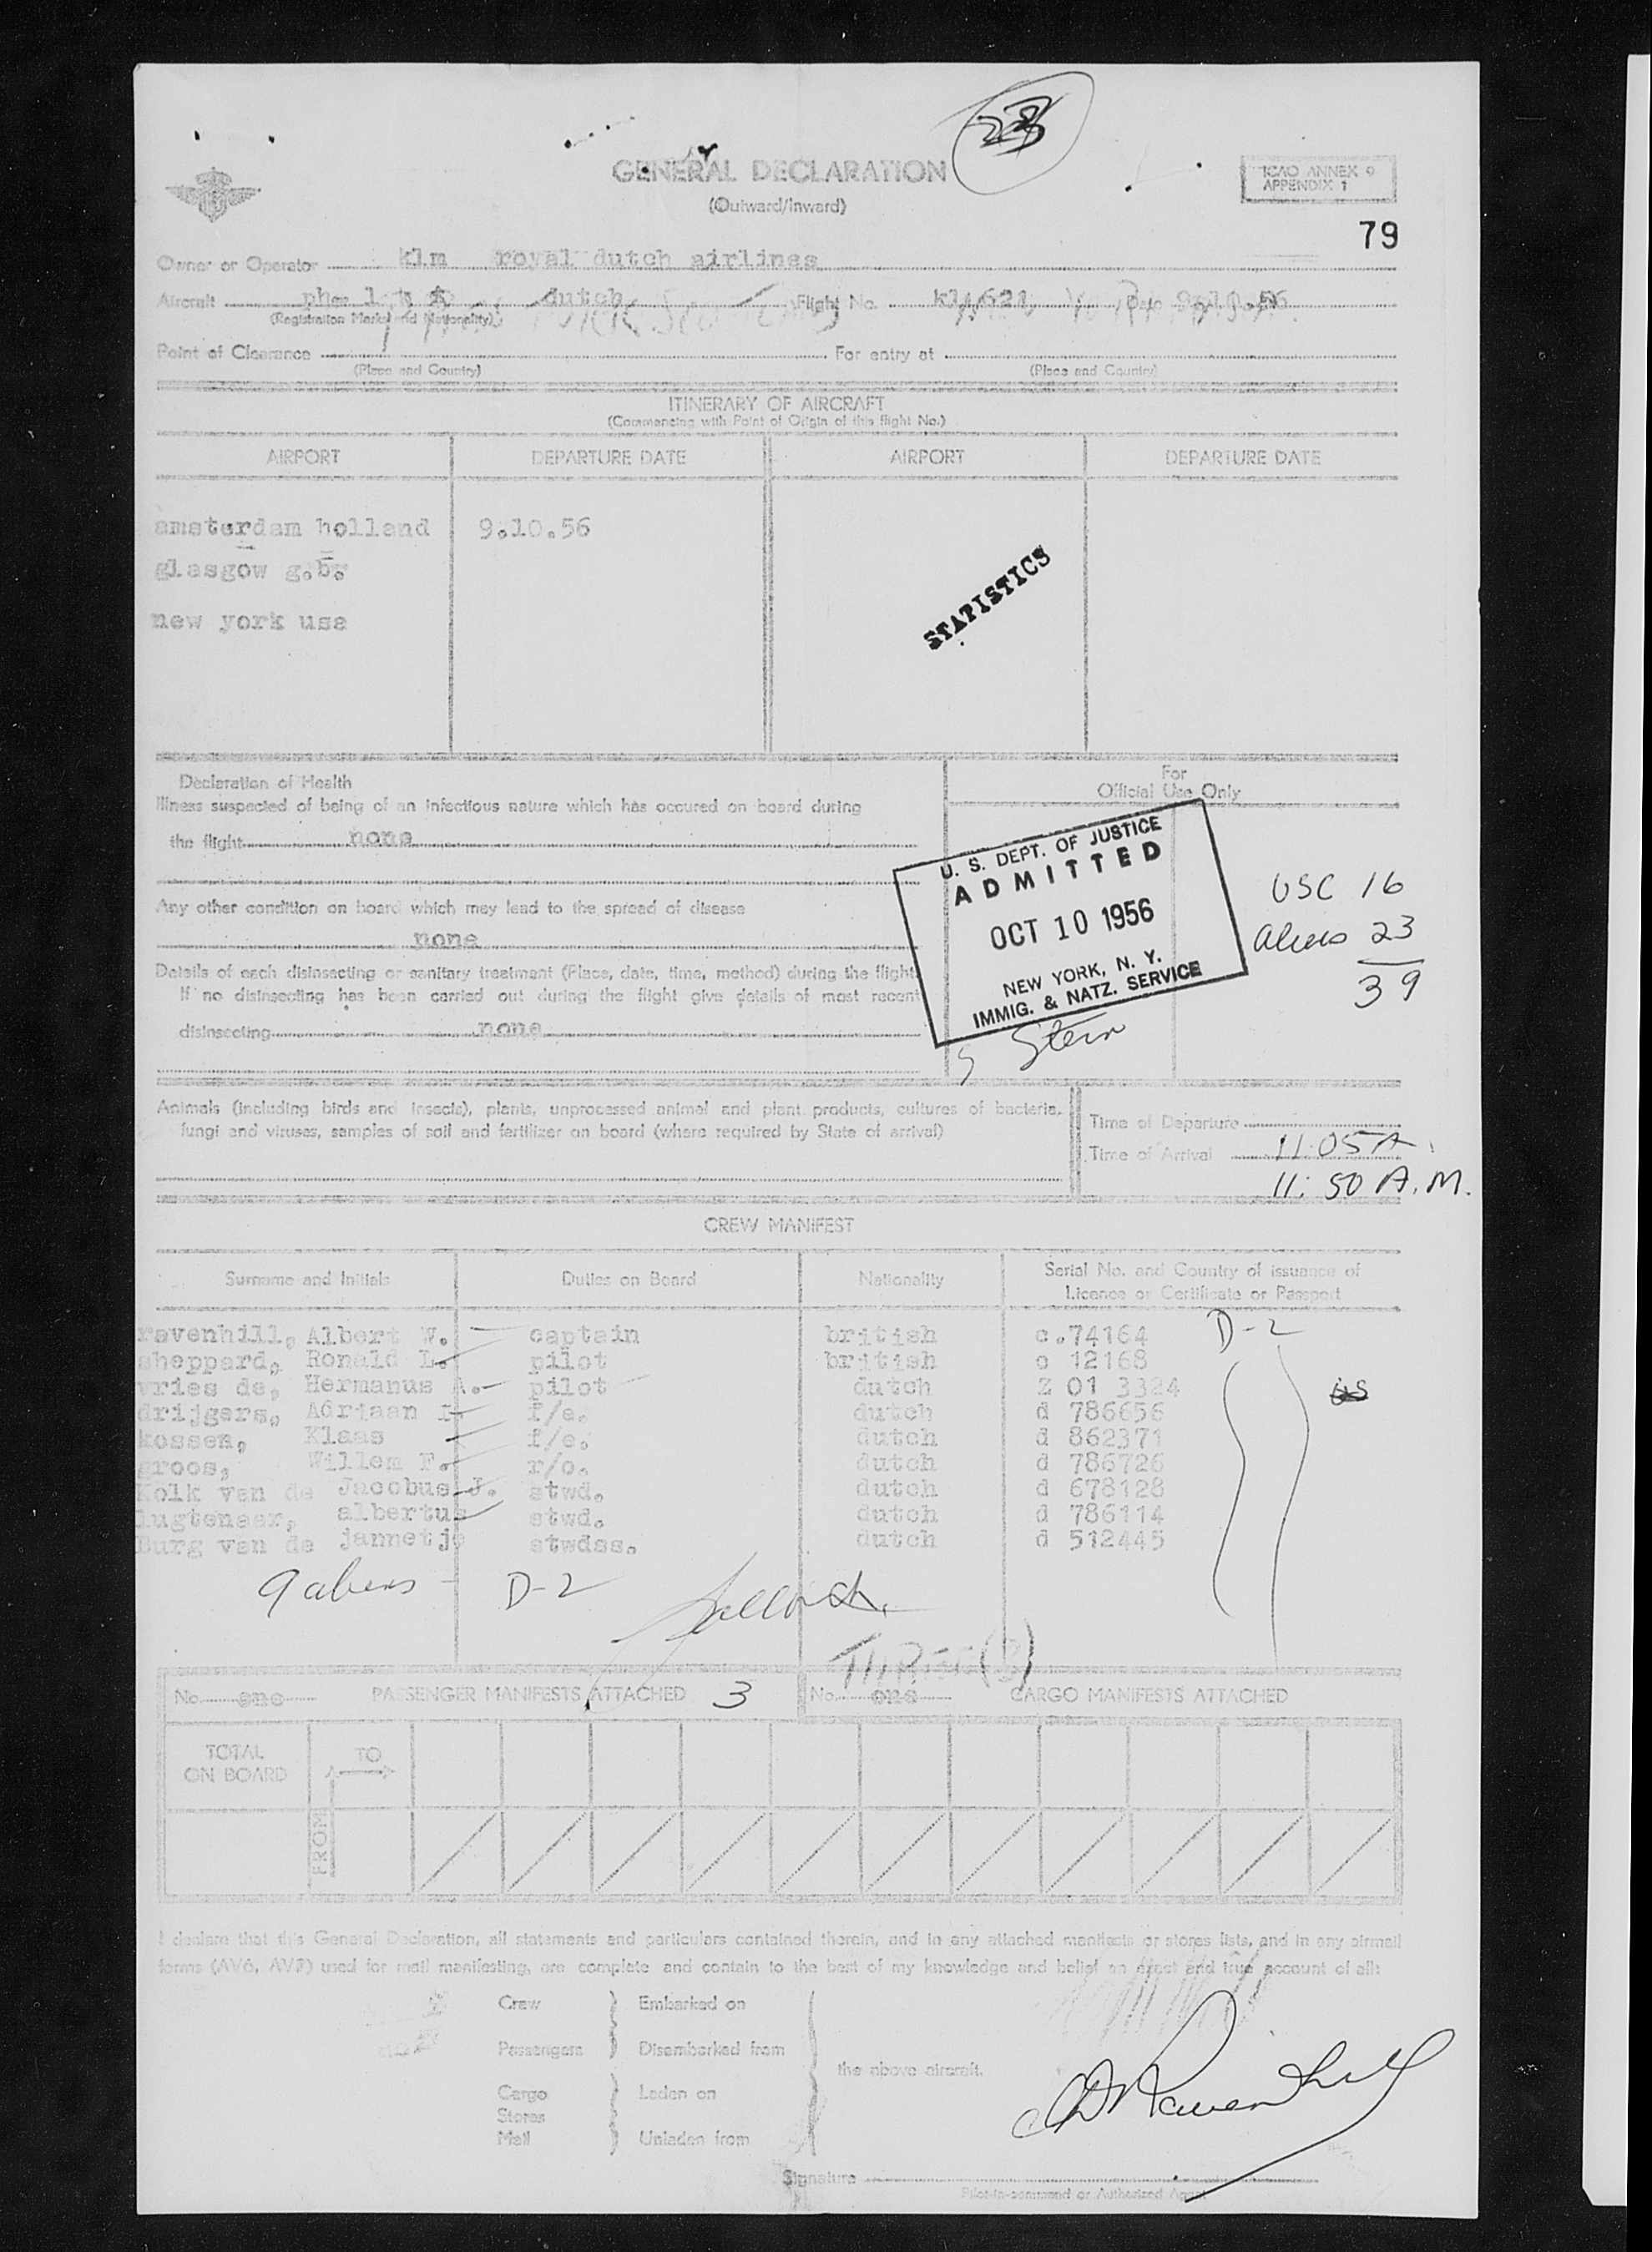 23
GENERAL DECLARATION
(Outward/Inward)
ICAO ANNEX 9
APPENDIX 1
79
Owner or Operator klm royal dutch airlines
Aircraft dutch Flight No. kl.621
(Registration Marks and Nationality)
Point of Clearance For entry at
(Place and Country) (Place and Country)
ITINERARY OF AIRCRAFT
(Commencing with Point of Origin of this flight No.)
AIRPORT DEPARTURE DATE AIRPORT DEPARTURE DATE
amsterdam holland 9.10.56
glasgow g.b.
new york usa
STATISTICS
Declaration of Health
Illness suspected of being of an infectious nature which has occured on board during
the flight none
Any other condition on board which may lead to the spread of disease
none
Details of each disinsecting or sanitary treatment (Place, date, time, method) during the flight
If no disinsecting has been carried out during the flight give details of most recent
disinsecting none
For
Official Use Only
U. S. DEPT. OF JUSTICE
ADMITTED
OCT 10 1956
NEW YORK, N. Y.
IMMIG. & NATZ. SERVICE
Stern
USC 16
aliens 23
39
Animals (including birds and insects), plants, unprocessed animal and plant products, cultures of bacteria,
fungi and viruses, samples of soil and fertilizer on board (where required by State of arrival)
Time of Departure
Time of Arrival 11.05 A.
11:50 A.M.
CREW MANIFEST
Surname and Initials Duties on Board Nationality Serial No. and Country of issuance of
Licence or Certificate or Passport
ravenhill, Albert W. captain british c.74164 D-2
sheppard, Ronald L. pilot british o 12168
vries de, Hermanus A. pilot dutch Z 01 3324
drijgers, Adriaan f/e. dutch d 786656
kossen, Klaas f/e. dutch d 862371
groos, Willem F. r/o. dutch d 786726
Kolk van de Jacobus J. stwd. dutch d 678128
lugtenaar, albertus stwd. dutch d 786114
Burg van de jannetje stwdss. dutch d 512445
9 aliens D-2
THREE (3)
No. one PASSENGER MANIFESTS ATTACHED 3 No. one CARGO MANIFESTS ATTACHED
TOTAL
ON BOARD
TO
FROM
I declare that this General Declaration, all statements and particulars contained therein, and in any attached manifests or stores lists, and in any airmail
forms (AV6, AV7) used for mail manifesting, are complete and contain to the best of my knowledge and belief an exact and true account of all:
Crew Embarked on
Passengers Disembarked from
the above aircraft.
Cargo Laden on
Stores
Mail Unladen from
Signature
Pilot-in-command or Authorized Agent